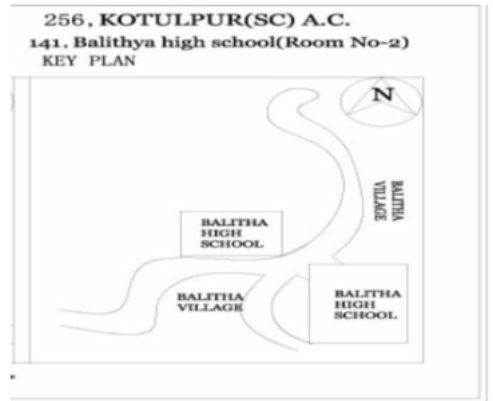 256, KOTULPUR(SC) A.C.
141. Balithya high school(Room No-2)
KEY PLAN
N
BALITHA
VILLAGE
BALITHA
HIGH
SCHOOL
BALITHA
VILLAGE
BALITHA
HIGH
SCHOOL